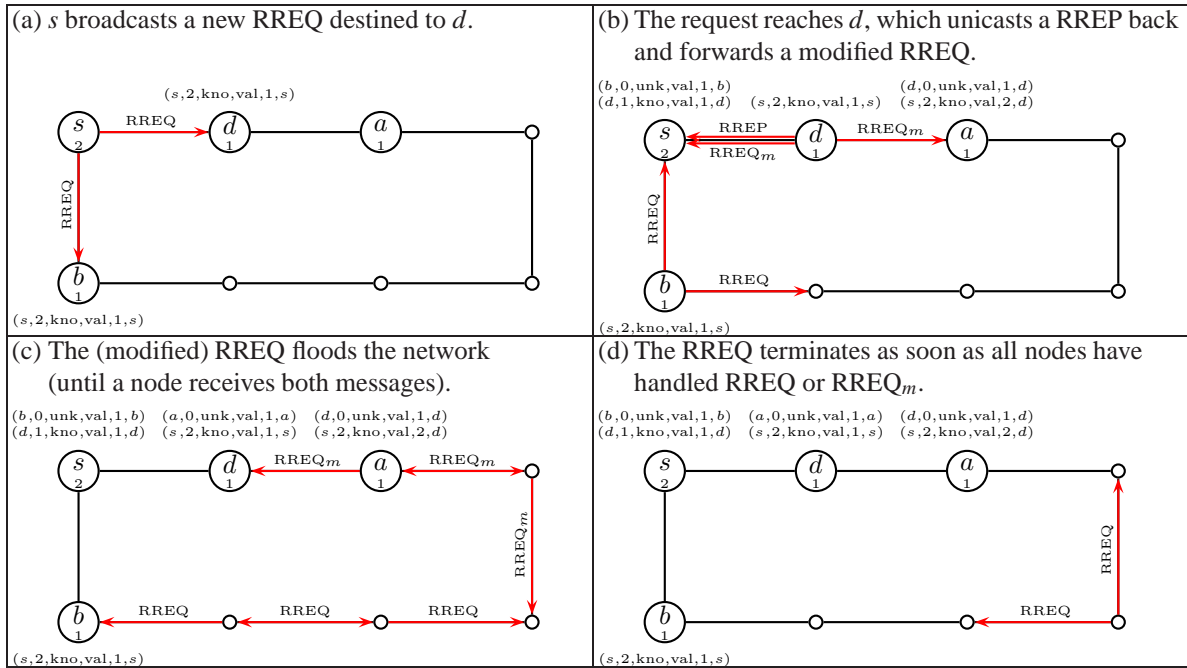 (a) s broadcasts a new RREQ destined to d.
(s,2,kno,val,1,s)
s
2
RREQ
d
1
a
1
RREQ
b
1
(s,2,kno,val,1,s)
(b) The request reaches d, which unicasts a RREP back
and forwards a modified RREQ.
(b,0,unk,val,1,b) (d,0,unk,val,1,d)
(d,1,kno,val,1,d) (s,2,kno,val,1,s) (s,2,kno,val,2,d)
s
2
RREP
RREQm
d
1
RREQm
a
1
RREQ
b
1
RREQ
(s,2,kno,val,1,s)
(c) The (modified) RREQ floods the network
(until a node receives both messages).
(b,0,unk,val,1,b) (a,0,unk,val,1,a) (d,0,unk,val,1,d)
(d,1,kno,val,1,d) (s,2,kno,val,1,s) (s,2,kno,val,2,d)
s
2
d
1
RREQm
a
1
RREQm
RREQm
b
1
RREQ
RREQ
RREQ
(s,2,kno,val,1,s)
(d) The RREQ terminates as soon as all nodes have
handled RREQ or RREQm.
(b,0,unk,val,1,b) (a,0,unk,val,1,a) (d,0,unk,val,1,d)
(d,1,kno,val,1,d) (s,2,kno,val,1,s) (s,2,kno,val,2,d)
s
2
d
1
a
1
RREQ
b
1
RREQ
(s,2,kno,val,1,s)